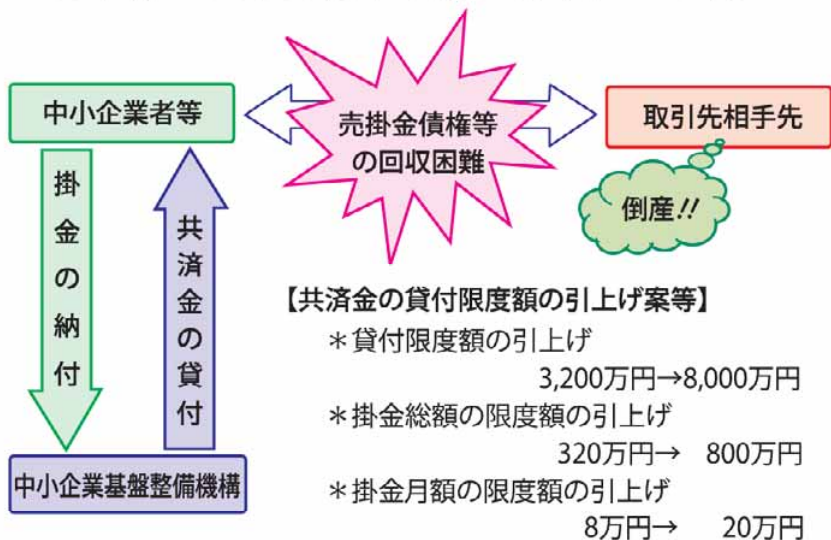 中小企業者等
売掛金債権等
の回収困難
取引先相手先
倒産!!
掛金の納付
共済金の貸付
中小企業基盤整備機構
【共済金の貸付限度額の引上げ案等】
＊貸付限度額の引上げ
3,200万円→8,000万円
＊掛金総額の限度額の引上げ
320万円→ 800万円
＊掛金月額の限度額の引上げ
8万円→ 20万円